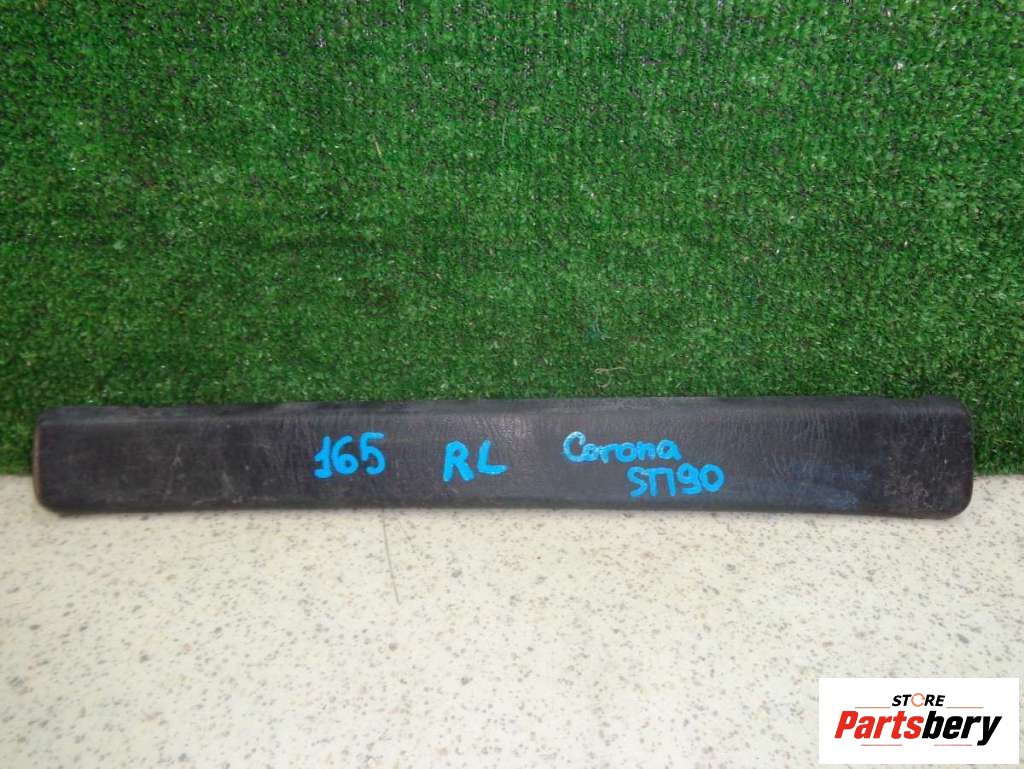 165 RL Corona
ST190
STORE
Partsbery